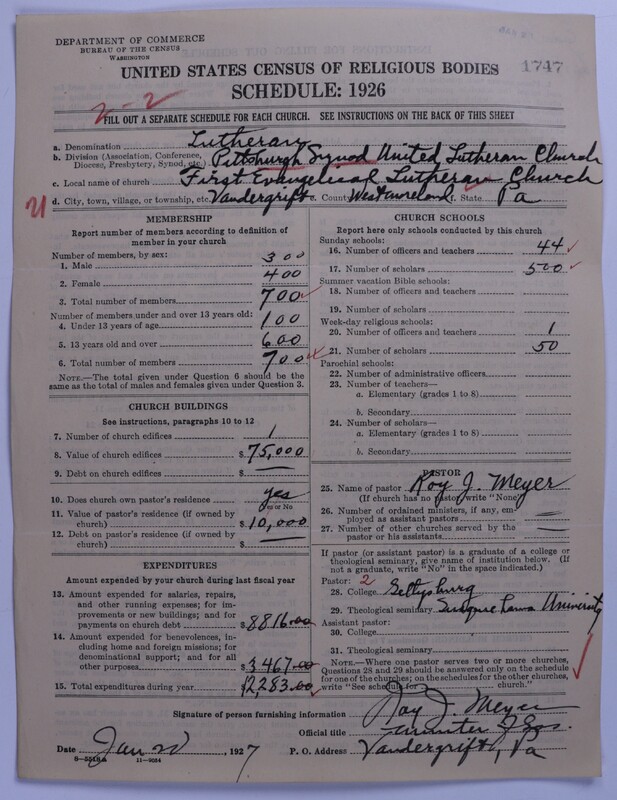 DEPARTMENT OF COMMERCE
BUREAU OF THE CENSUS
WASHINGTON
UNITED STATES CENSUS OF RELIGIOUS BODIES 1747
SCHEDULE: 1926
2-2
FILL OUT A SEPARATE SCHEDULE FOR EACH CHURCH. SEE INSTRUCTIONS ON THE BACK OF THIS SHEET
a. Denomination Lutheran
b. Division (Association, Conference, Diocese, Presbytery, Synod, etc.) Pittsburgh Synod United Lutheran Church
c. Local name of church First Evangelical Lutheran Church
d. City, town, village, or township, etc. Vandergrift e. County Westmoreland f. State Pa
MEMBERSHIP
Report number of members according to definition of
member in your church
Number of members, by sex:
1. Male 300
2. Female 400
3. Total number of members 700
Number of members under and over 13 years old:
4. Under 13 years of age 100
5. 13 years old and over 600
6. Total number of members 700
NOTE.—The total given under Question 6 should be the
same as the total of males and females given under Question 3.
CHURCH BUILDINGS
See instructions, paragraphs 10 to 12
7. Number of church edifices 1
8. Value of church edifices $ 75,000
9. Debt on church edifices $ —
10. Does church own pastor's residence yes
Yes or No
11. Value of pastor's residence (if owned by
church) $ 10,000
12. Debt on pastor's residence (if owned by
church) $ —
EXPENDITURES
Amount expended by your church during last fiscal year
13. Amount expended for salaries, repairs,
and other running expenses; for im-
provements or new buildings; and for
payments on church debt $ 8816.00
14. Amount expended for benevolences, in-
cluding home and foreign missions; for
denominational support; and for all
other purposes $ 3467.00
15. Total expenditures during year $ 12,283.00
CHURCH SCHOOLS
Report here only schools conducted by this church
Sunday schools:
16. Number of officers and teachers 44
17. Number of scholars 500
Summer vacation Bible schools:
18. Number of officers and teachers
19. Number of scholars
Week-day religious schools:
20. Number of officers and teachers 1
21. Number of scholars 50
Parochial schools:
22. Number of administrative officers
23. Number of teachers—
a. Elementary (grades 1 to 8)
b. Secondary
24. Number of scholars—
a. Elementary (grades 1 to 8)
b. Secondary
PASTOR
25. Name of pastor Roy J. Meyer
(If church has no pastor write "None")
26. Number of ordained ministers, if any, em-
ployed as assistant pastors —
27. Number of other churches served by the
pastor or his assistants —
If pastor (or assistant pastor) is a graduate of a college or
theological seminary, give name of institution below. (If
not a graduate, write "No" in the space indicated.)
Pastor: 2
28. College Gettysburg
29. Theological seminary Susquehanna University
Assistant pastor:
30. College
31. Theological seminary
NOTE.—Where one pastor serves two or more churches,
Questions 28 and 29 should be answered only on the schedule
for one of the churches; on the schedules for the other churches,
write "See schedule for church."
Signature of person furnishing information Roy J. Meyer
Official title minister
Date Jan 20 1927 P. O. Address Vandergrift, Pa
11—9054